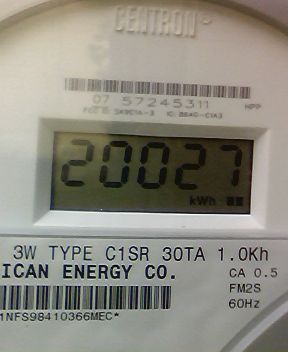 CENTRON
07 57245311 HPP
20027
kWh
3W TYPE C1SR 30TA 1.0Kh
ICAN ENERGY CO. CA 0.5
FM2S
60Hz
1NFS98410366MEC*